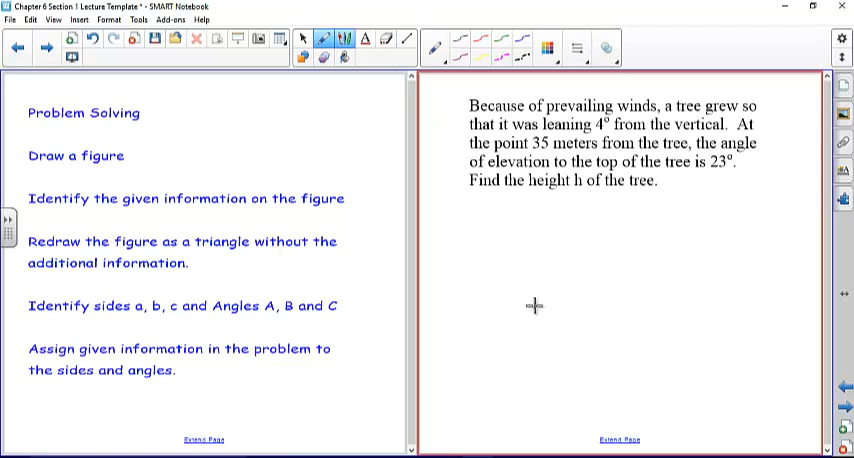 Chapter 6 Section 1 Lecture Template * - SMART Notebook
File Edit View Insert Format Tools Add-ons Help
Problem Solving
Draw a figure
Identify the given information on the figure
Redraw the figure as a triangle without the
additional information.
Identify sides a, b, c and Angles A, B and C
Assign given information in the problem to
the sides and angles.
Extend Page
Because of prevailing winds, a tree grew so
that it was leaning 4° from the vertical. At
the point 35 meters from the tree, the angle
of elevation to the top of the tree is 23°.
Find the height h of the tree.
Extend Page